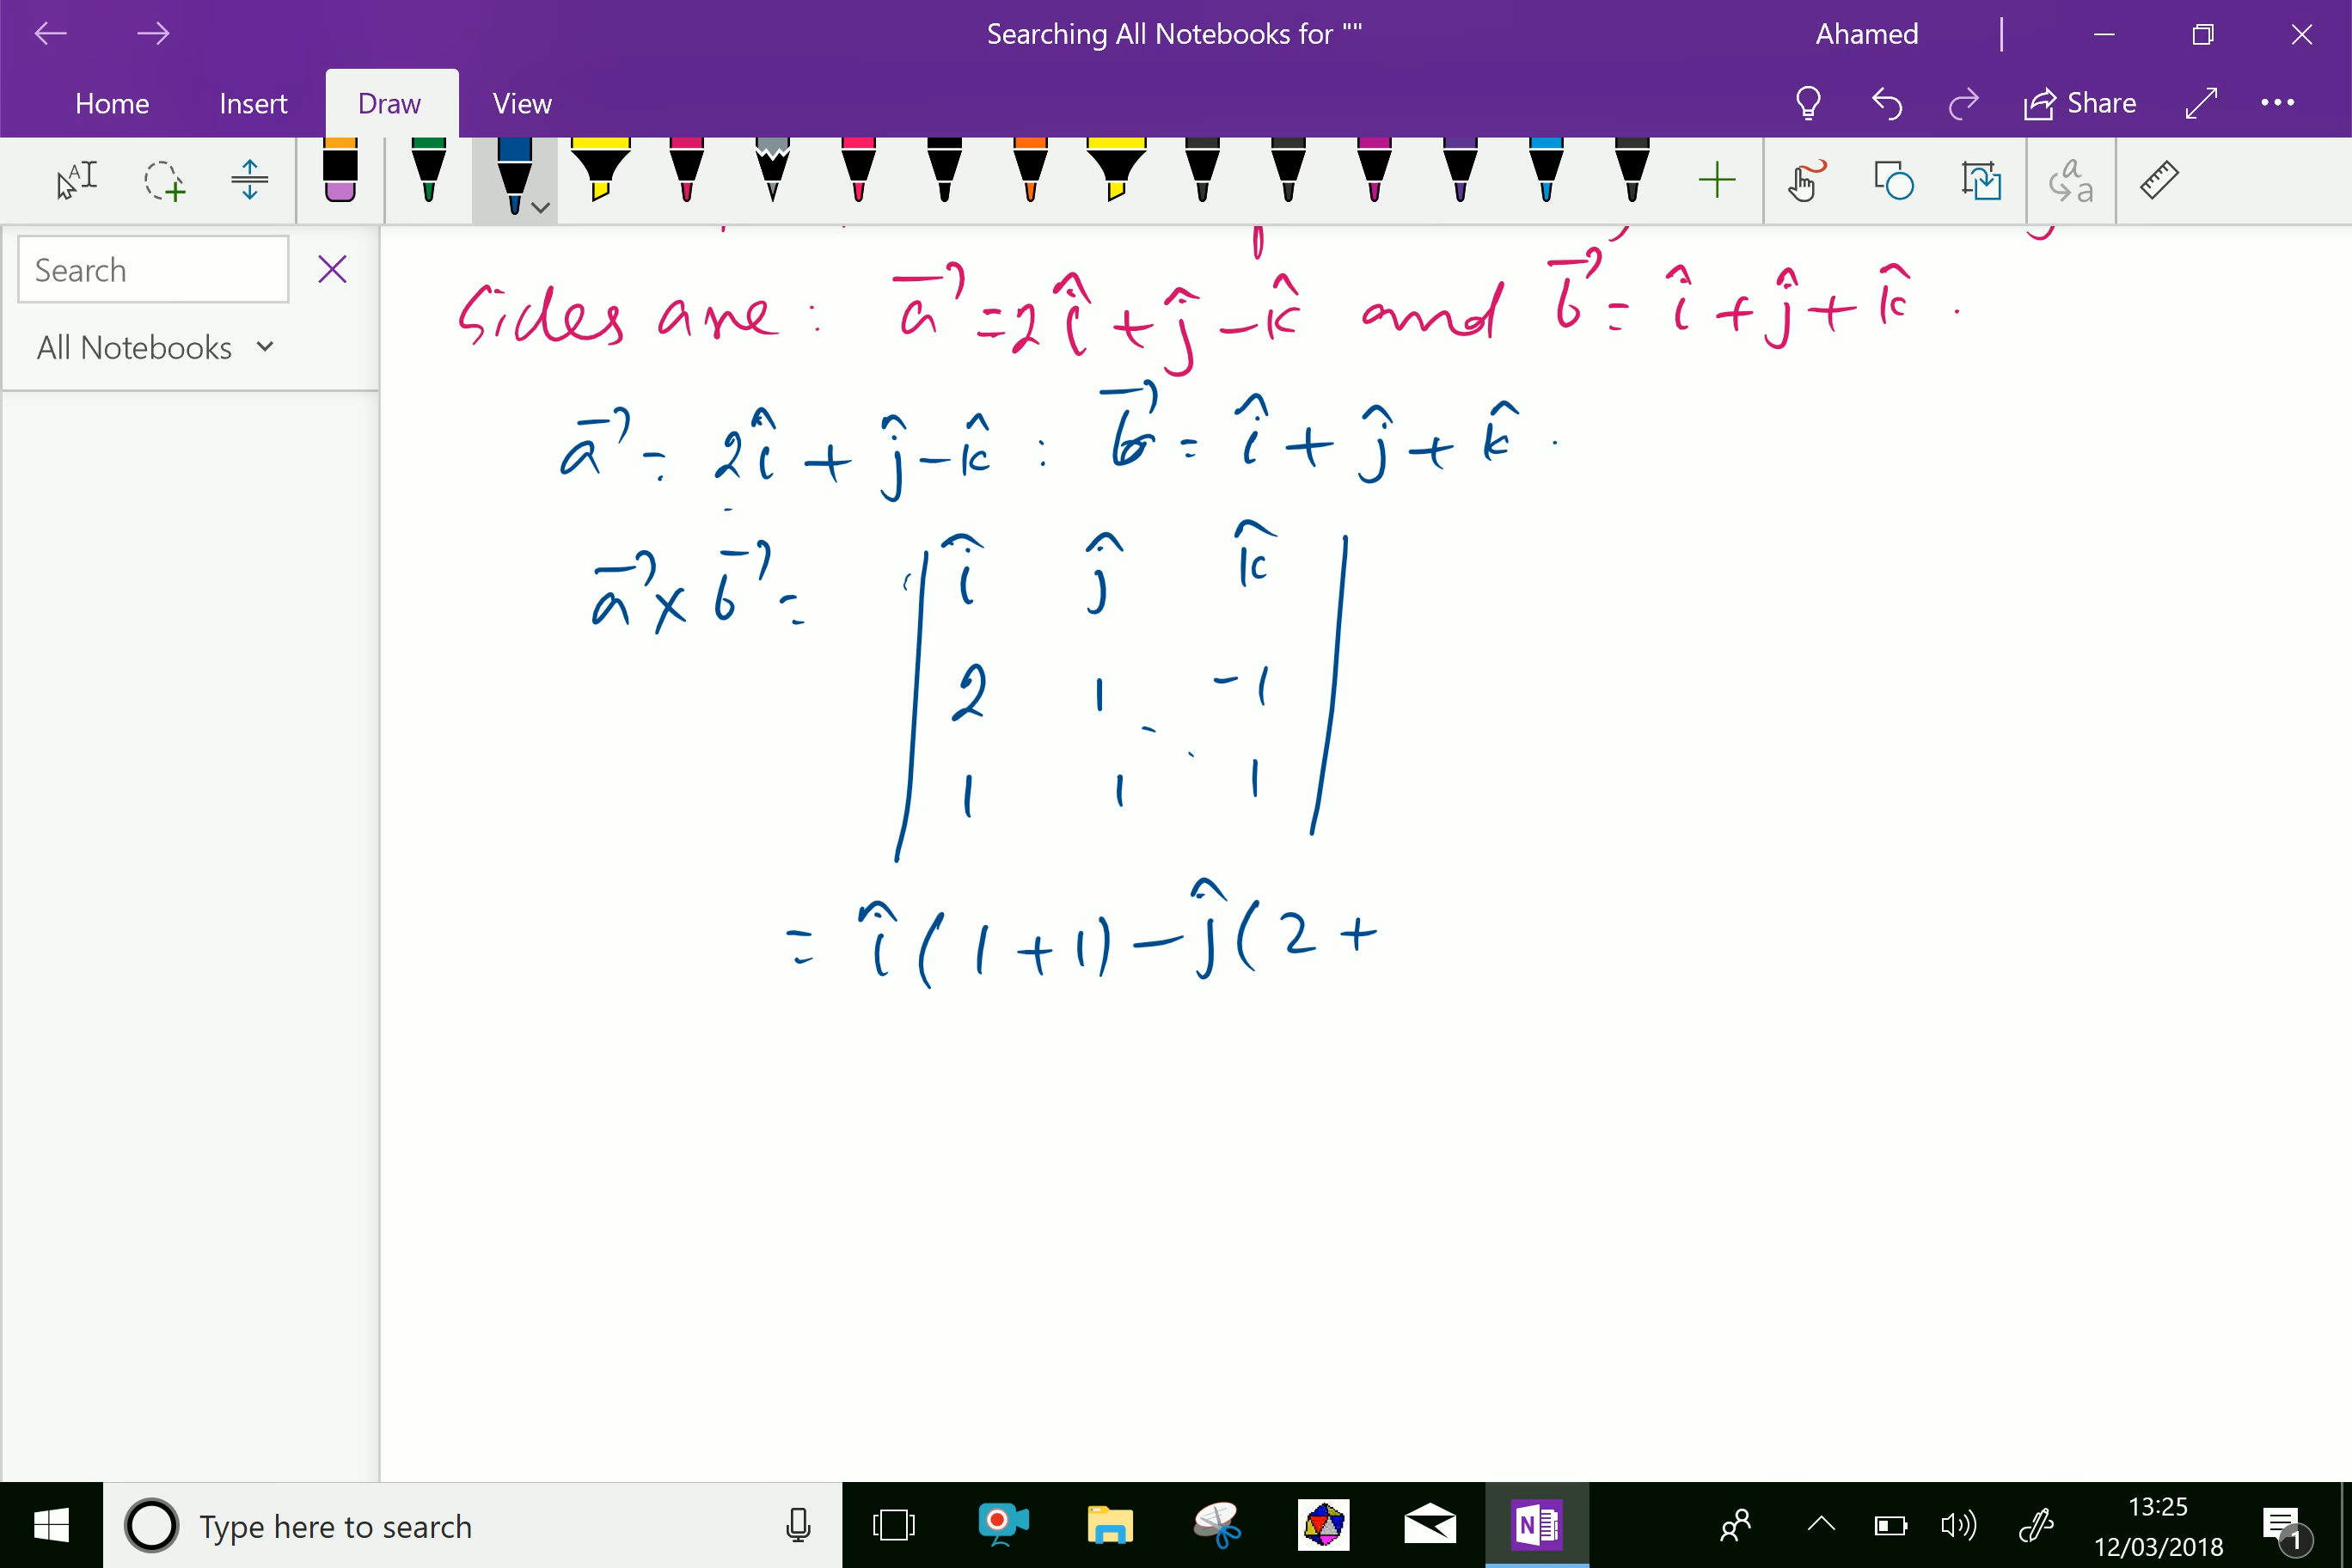 Searching All Notebooks for ""
Ahamed
Home Insert Draw View Share
Search
All Notebooks
Sides are : a⃗ = 2î + ĵ - k̂ and b⃗ = î + ĵ + k̂ .
a⃗ = 2î + ĵ - k̂ : b⃗ = î + ĵ + k̂ .
a⃗ × b⃗ = | î ĵ k̂ |
2 1 -1
1 1 1
= î ( 1 + 1 ) - ĵ ( 2 +
Type here to search
13:25
12/03/2018
1